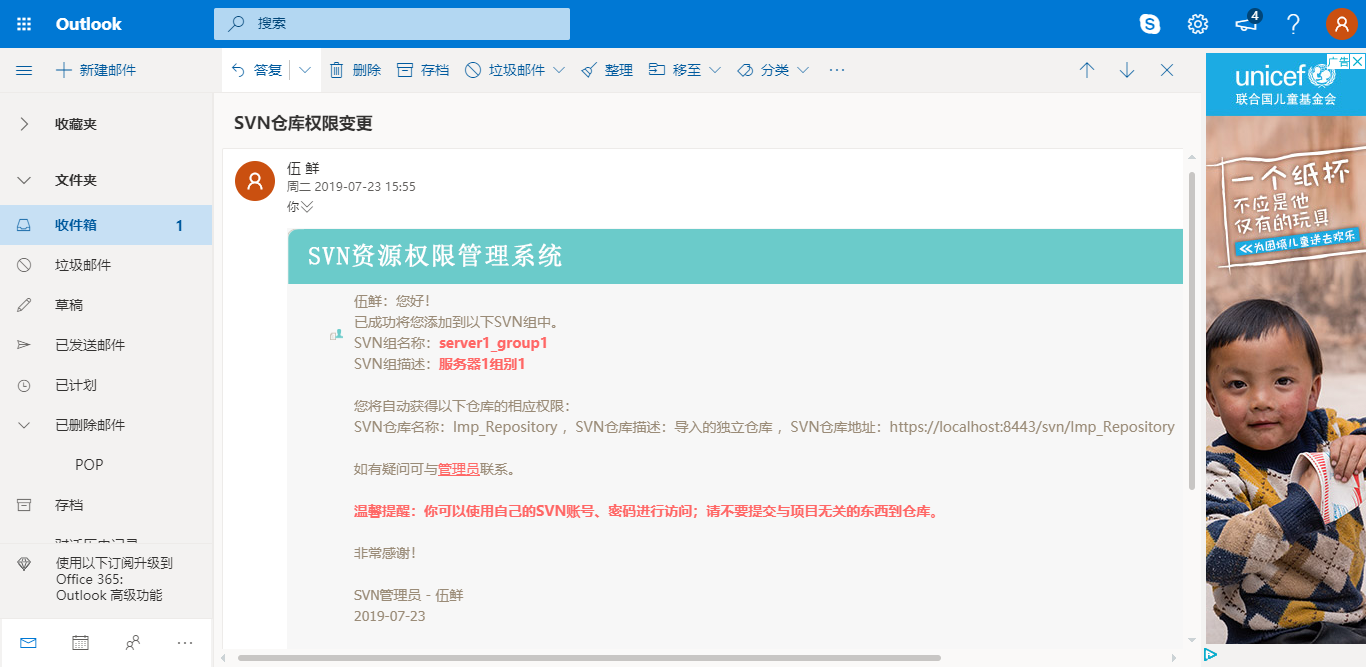 Outlook
搜索
4
新建邮件
答复
删除
存档
垃圾邮件
整理
移至
分类
收藏夹
文件夹
收件箱 1
垃圾邮件
草稿
已发送邮件
已计划
已删除邮件
POP
存档
使用以下订阅升级到
Office 365:
Outlook 高级功能
SVN仓库权限变更
伍 鲜
周二 2019-07-23 15:55
你
SVN资源权限管理系统
伍鲜：您好！
已成功将您添加到以下SVN组中。
SVN组名称：server1_group1
SVN组描述：服务器1组别1
您将自动获得以下仓库的相应权限：
SVN仓库名称：Imp_Repository ，SVN仓库描述：导入的独立仓库 ，SVN仓库地址：https://localhost:8443/svn/Imp_Repository
如有疑问可与管理员联系。
温馨提醒：你可以使用自己的SVN账号、密码进行访问；请不要提交与项目无关的东西到仓库。
非常感谢！
SVN管理员 - 伍鲜
2019-07-23
广告
unicef
联合国儿童基金会
一个纸杯
不应是他
仅有的玩具
≪为困境儿童送去欢乐